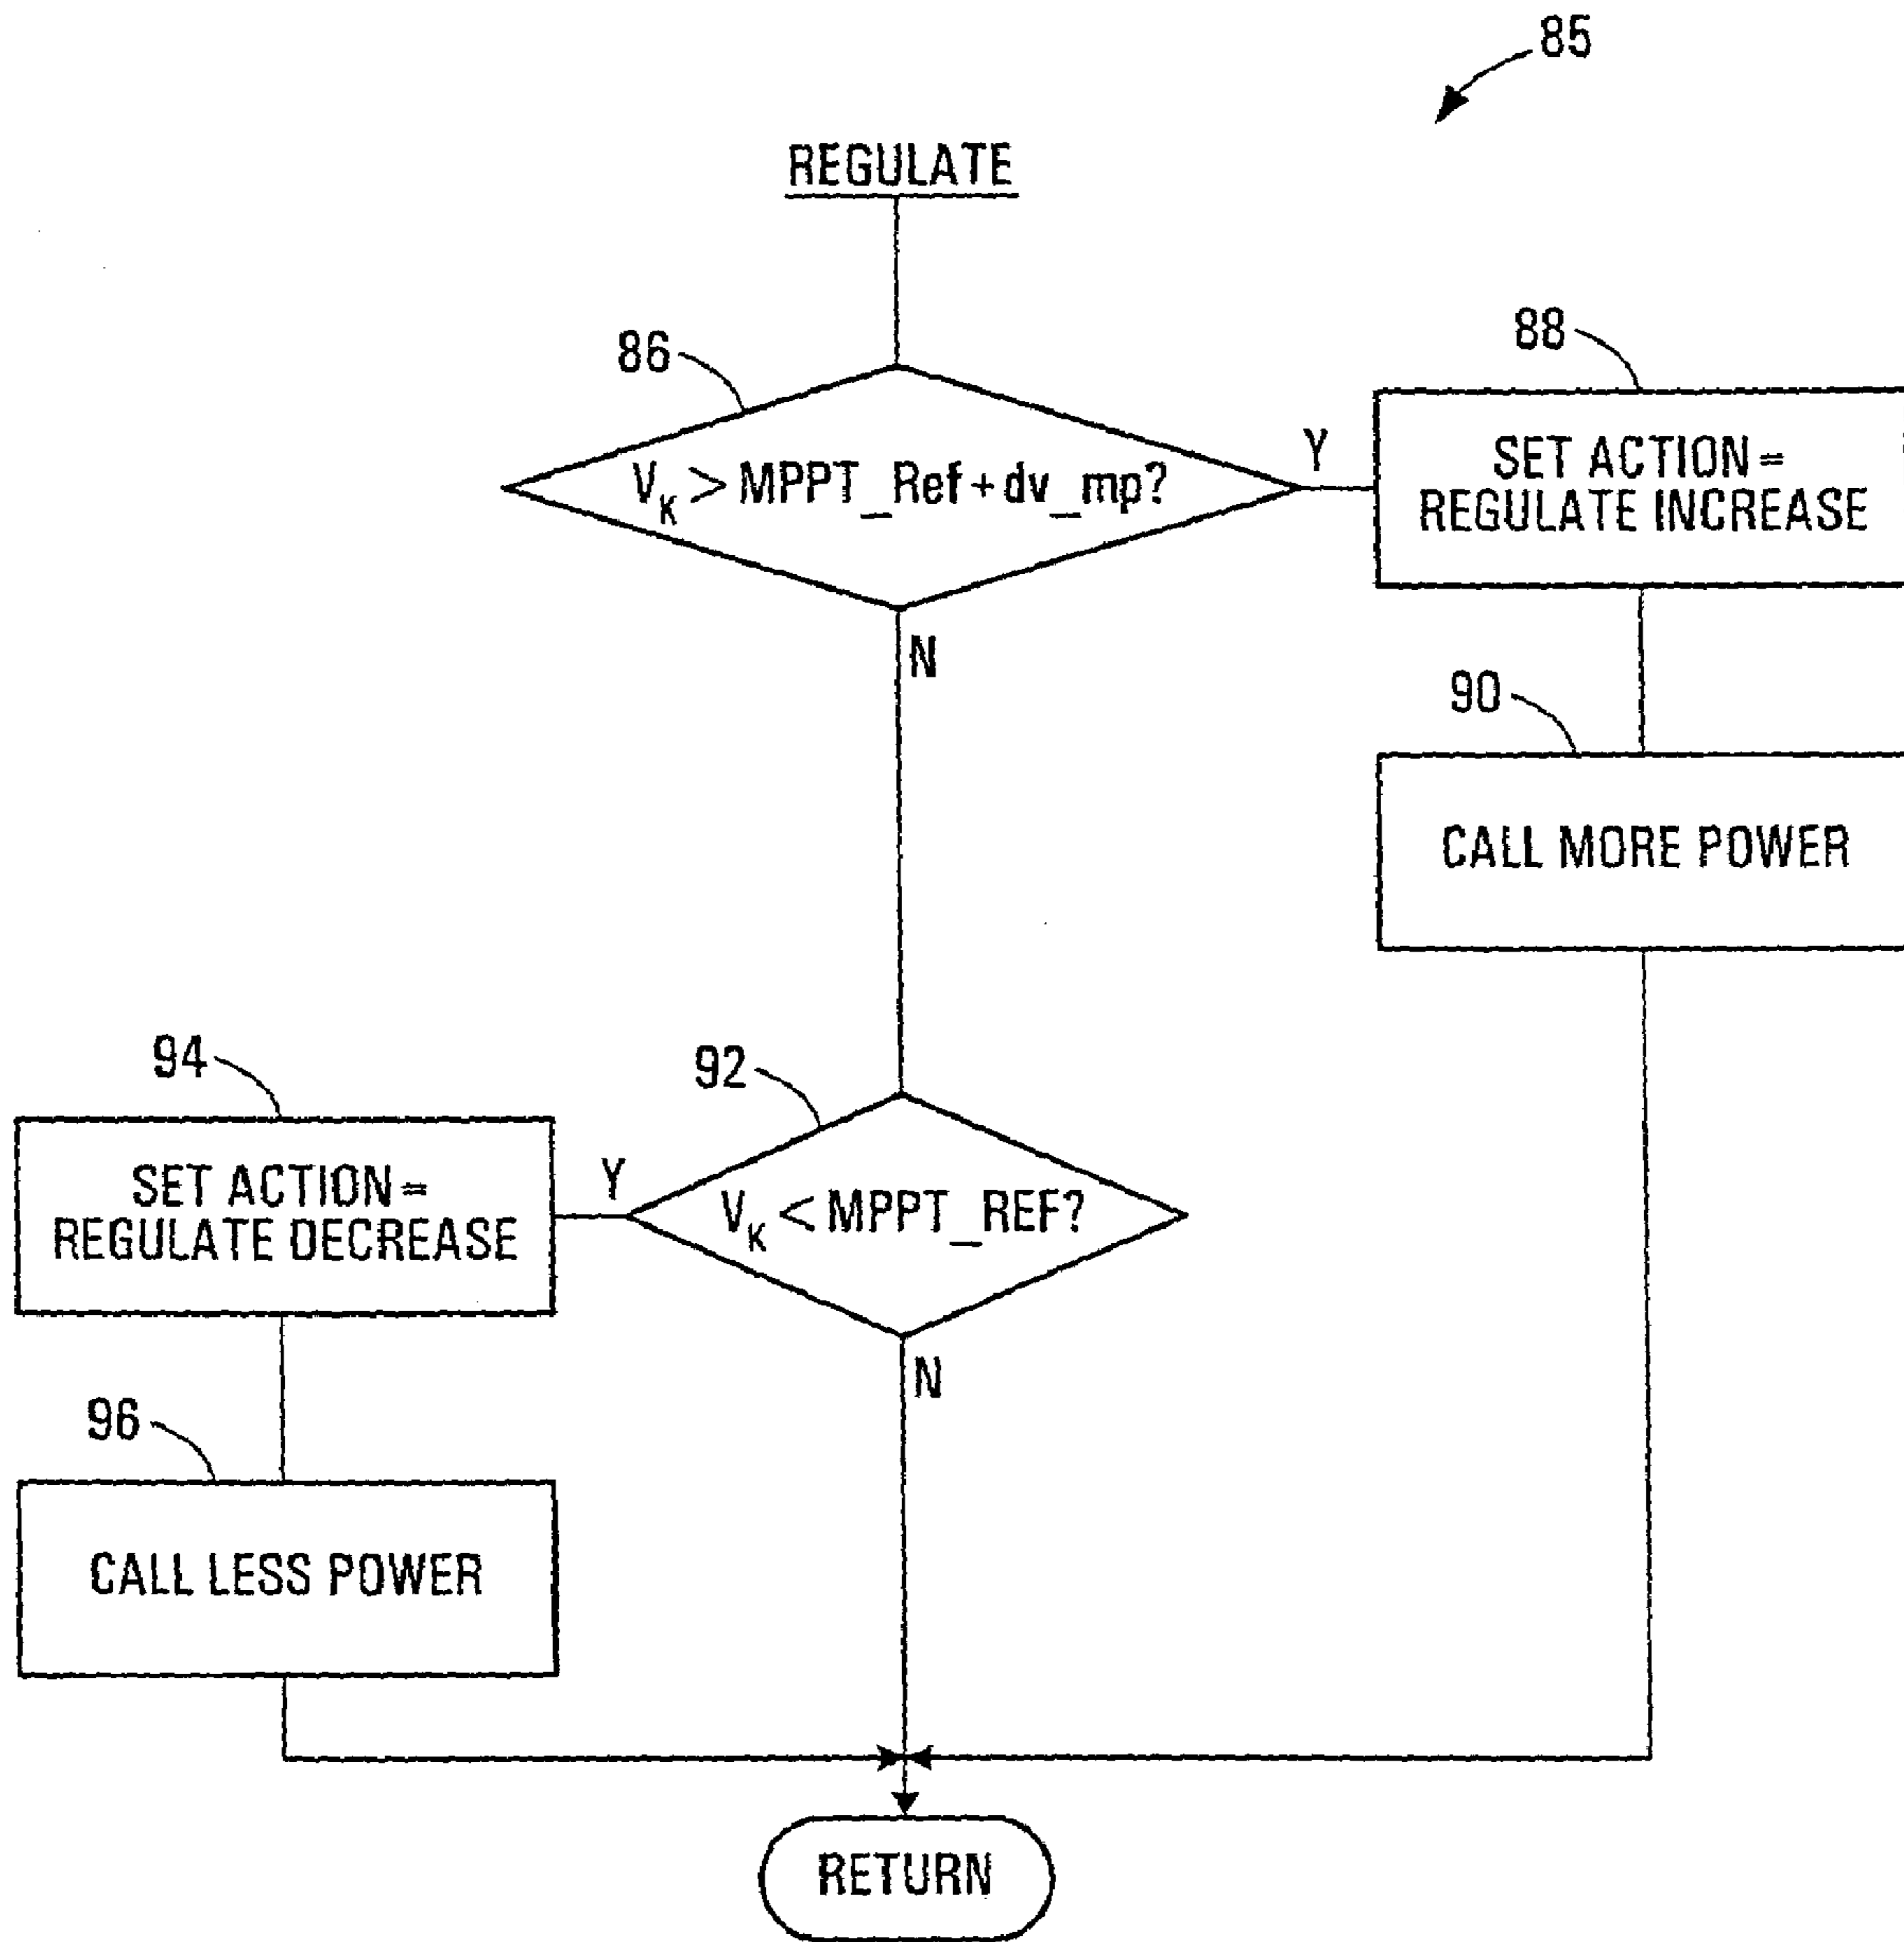 85
REGULATE
86
V_K > MPPT_Ref + dv_mp?
Y
N
88
SET ACTION =
REGULATE INCREASE
90
CALL MORE POWER
92
V_K < MPPT_REF?
Y
N
94
SET ACTION =
REGULATE DECREASE
96
CALL LESS POWER
RETURN